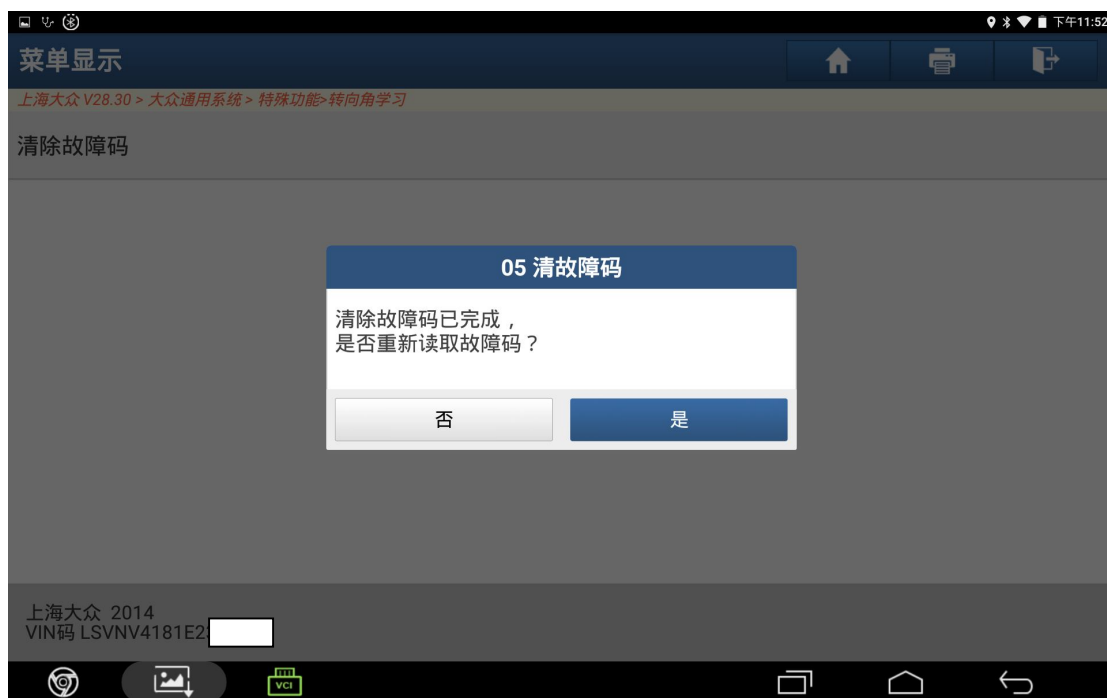 下午11:52
菜单显示
上海大众 V28.30 > 大众通用系统 > 特殊功能>转向角学习
清除故障码
05 清故障码
清除故障码已完成，
是否重新读取故障码？
否
是
上海大众 2014
VIN码 LSVNV4181E2
VCI